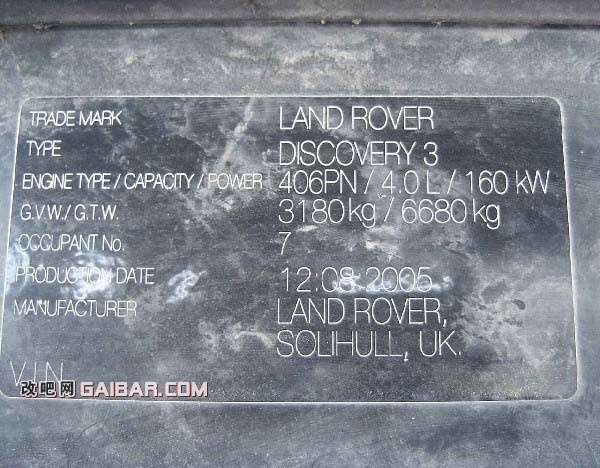 TRADE MARK LAND ROVER
TYPE DISCOVERY 3
ENGINE TYPE / CAPACITY / POWER 406PN / 4.0 L / 160 kW
G.V.W./ G.T.W. 3180 kg / 6680 kg
OCCUPANT No. 7
PRODUCTION DATE 12:08:2005
MANUFACTURER LAND ROVER,
SOLIHULL, UK.
V.I.N.
改吧网 GAIBAR.COM